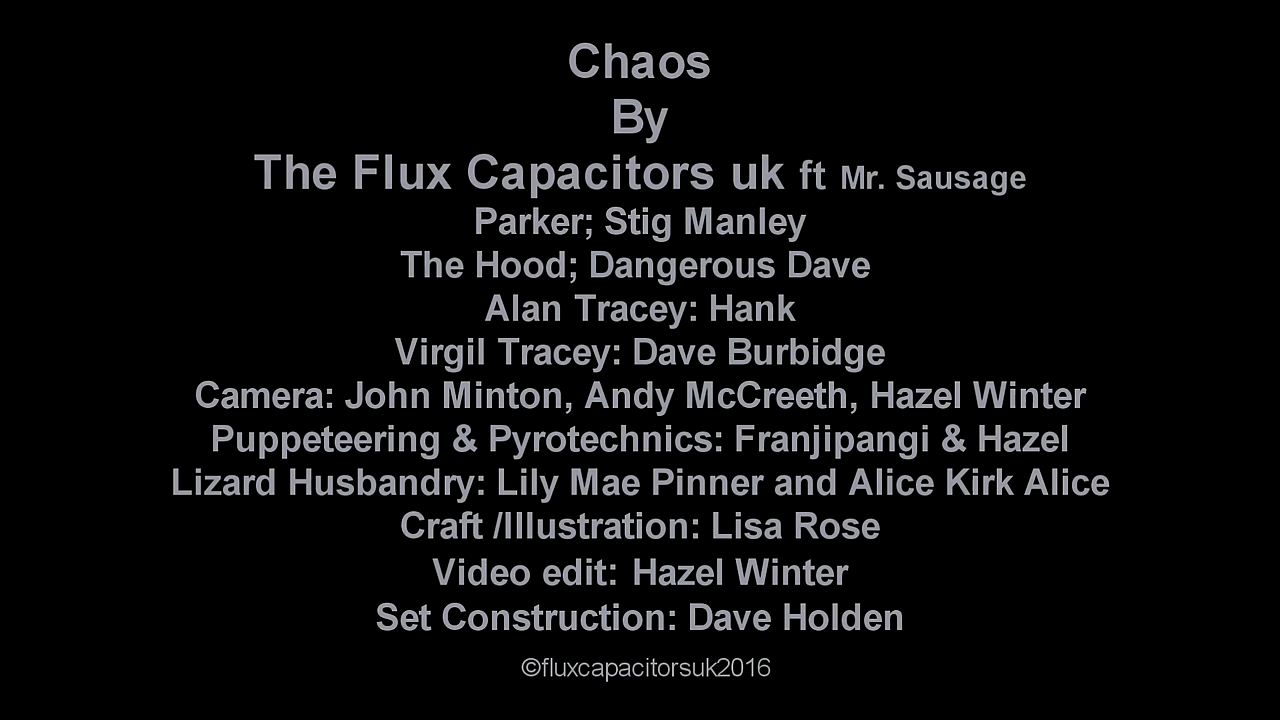 Chaos
By
The Flux Capacitors uk ft Mr. Sausage
Parker; Stig Manley
The Hood; Dangerous Dave
Alan Tracey: Hank
Virgil Tracey: Dave Burbidge
Camera: John Minton, Andy McCreeth, Hazel Winter
Puppeteering & Pyrotechnics: Franjipangi & Hazel
Lizard Husbandry: Lily Mae Pinner and Alice Kirk Alice
Craft /Illustration: Lisa Rose
Video edit: Hazel Winter
Set Construction: Dave Holden
©fluxcapacitorsuk2016